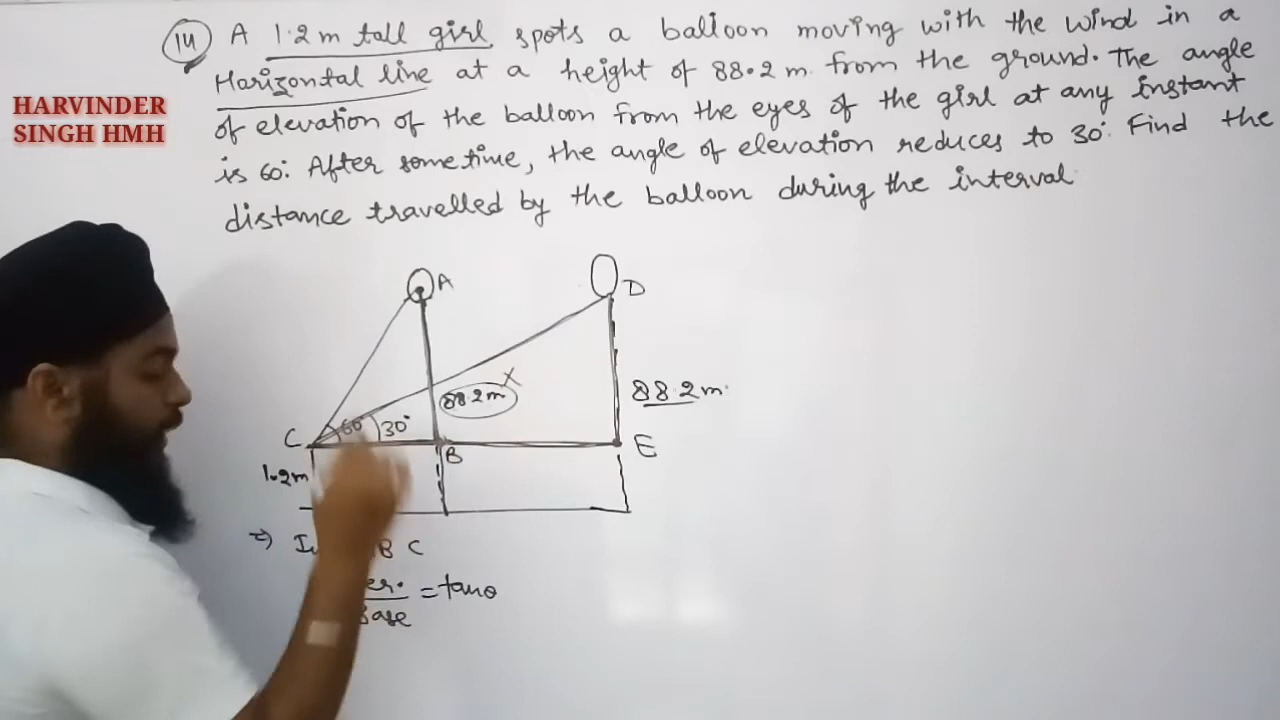 14 A 1.2 m tall girl spots a balloon moving with the wind in a
Horizontal line at a height of 88.2 m. from the ground. The angle
of elevation of the balloon from the eyes of the girl at any instant
is 60°. After some time, the angle of elevation reduces to 30°. Find the
distance travelled by the balloon during the interval.
HARVINDER
SINGH HMH
A
D
88.2m x
88.2m.
60° 30°
C
B
E
1.2m
⇒ B C
= tanθ